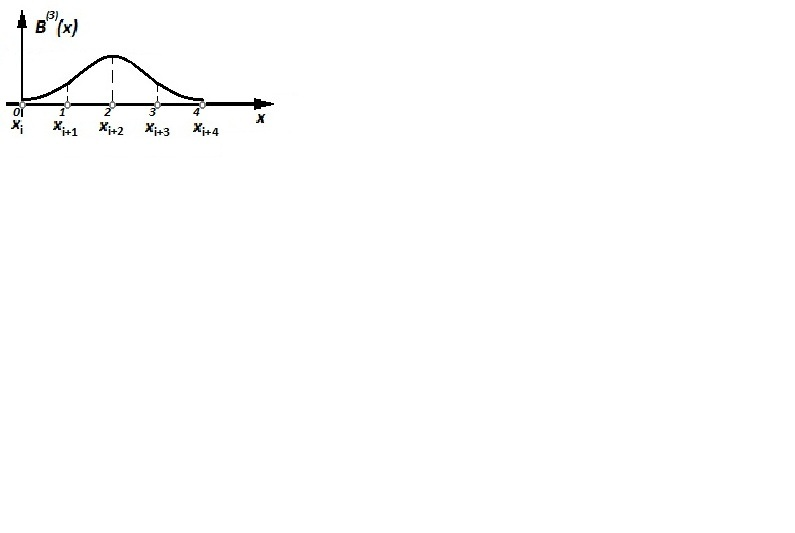 B⁽³⁾(x)
0 1 2 3 4
xᵢ xᵢ₊₁ xᵢ₊₂ xᵢ₊₃ xᵢ₊₄ x